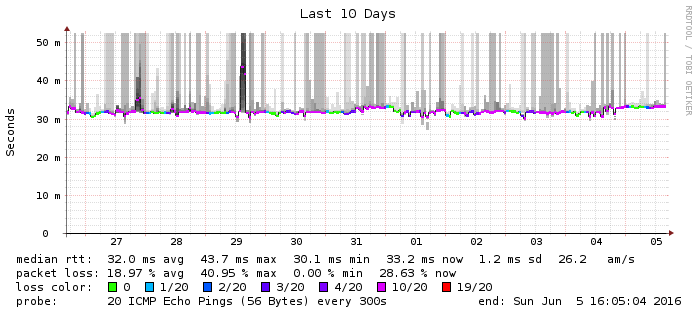 Last 10 Days
RRDTOOL / TOBI OETIKER
Seconds
50 m
40 m
30 m
20 m
10 m
0
27 28 29 30 31 01 02 03 04 05
median rtt: 32.0 ms avg 43.7 ms max 30.1 ms min 33.2 ms now 1.2 ms sd 26.2 am/s
packet loss: 18.97 % avg 40.95 % max 0.00 % min 28.63 % now
loss color: 0 1/20 2/20 3/20 4/20 10/20 19/20
probe: 20 ICMP Echo Pings (56 Bytes) every 300s end: Sun Jun 5 16:05:04 2016